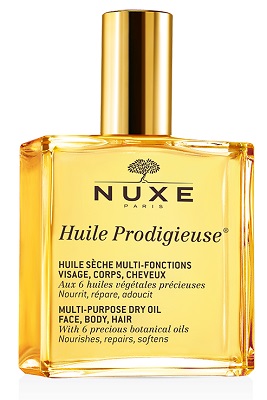 NUXE
PARIS
Huile Prodigieuse®
HUILE SÈCHE MULTI-FONCTIONS
VISAGE, CORPS, CHEVEUX
Aux 6 huiles végétales précieuses
Nourrit, répare, adoucit
MULTI-PURPOSE DRY OIL
FACE, BODY, HAIR
With 6 precious botanical oils
Nourishes, repairs, softens